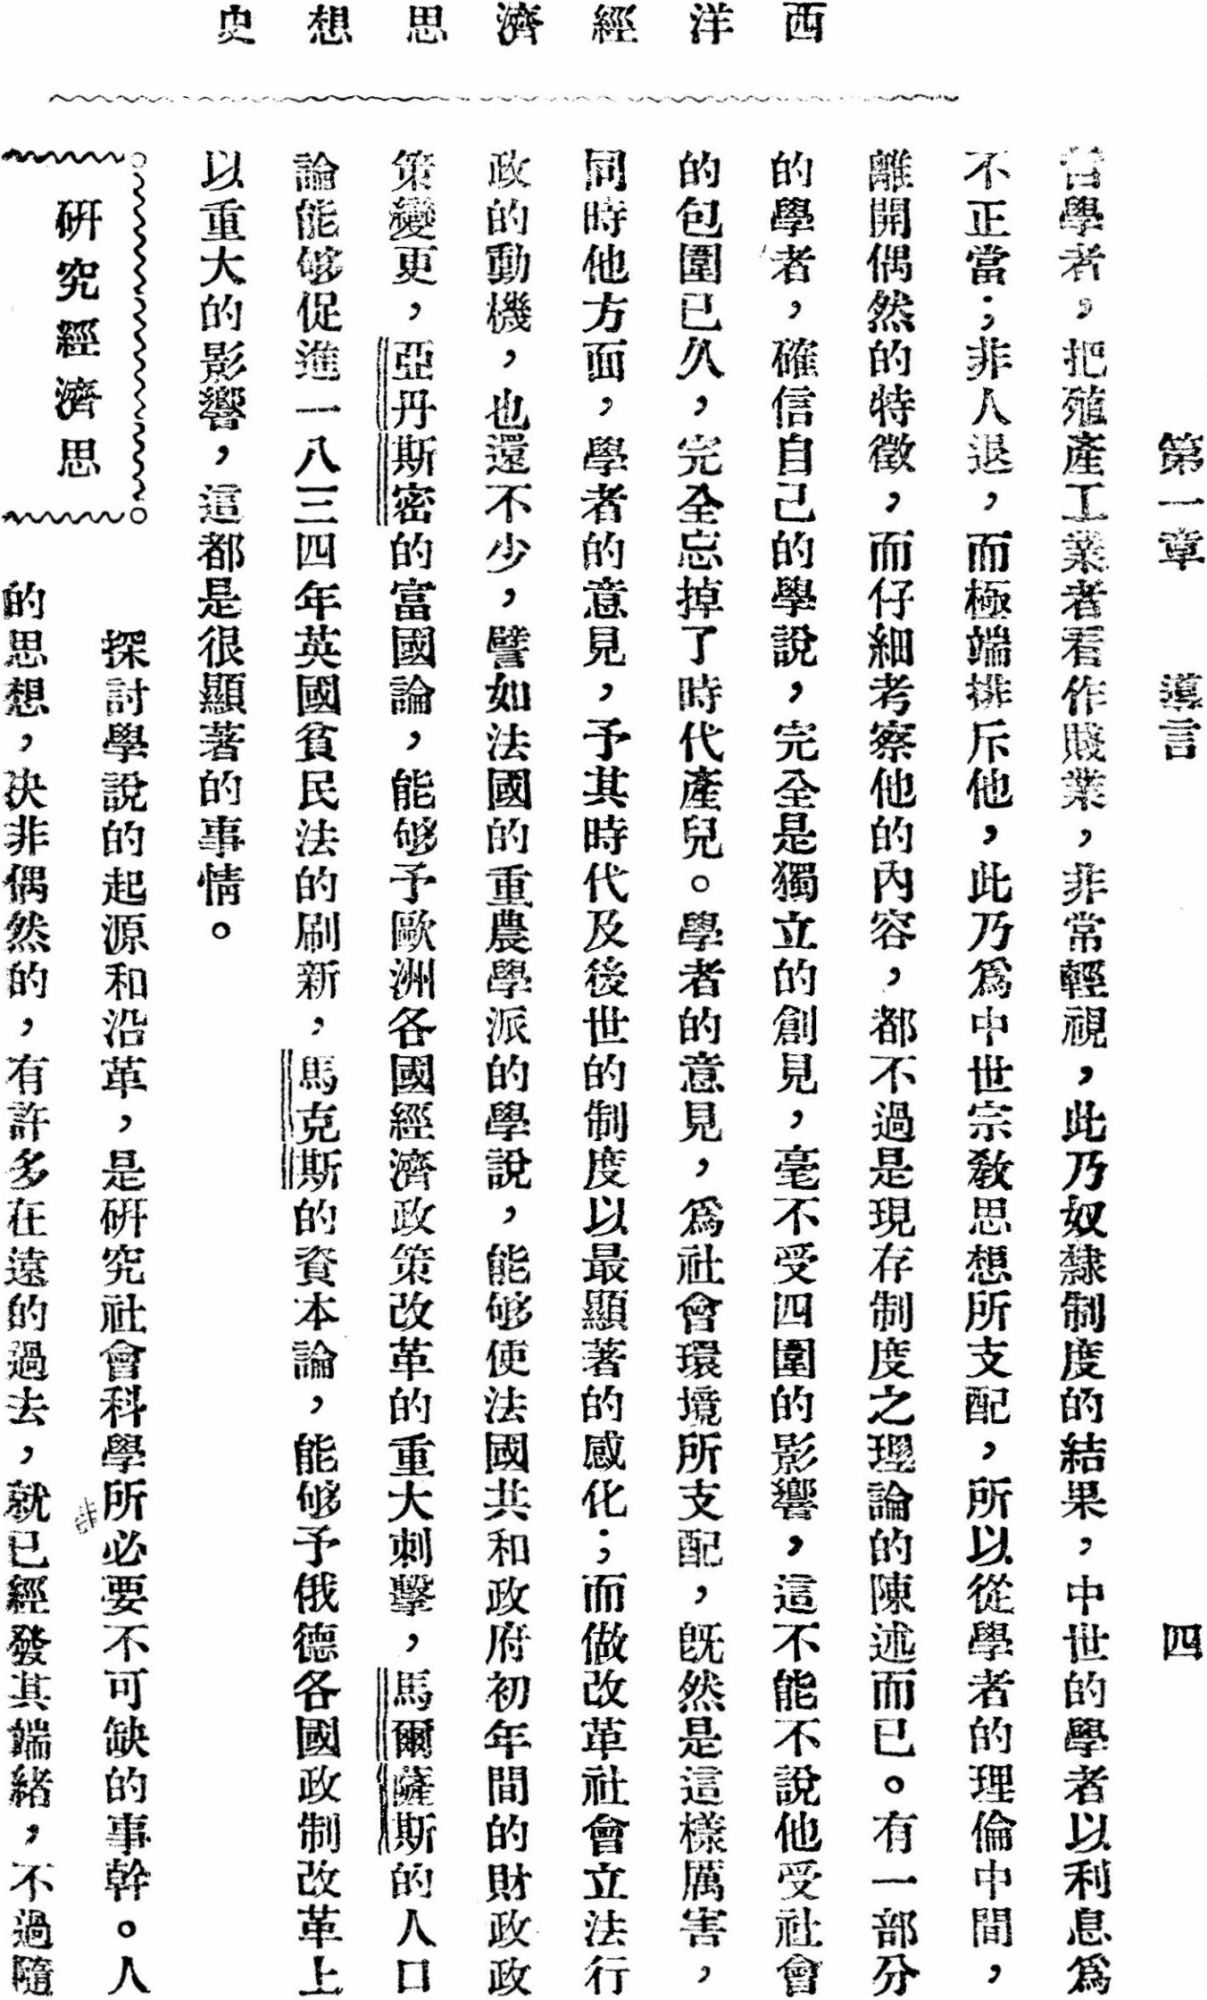 西洋經濟思想史
第一章 導言 四
哲學者，把殖產工業者看作賤業，非常輕視，此乃奴隸制度的結果，中世的學者以利息爲
不正當；非人退，而極端排斥他，此乃爲中世宗教思想所支配，所以從學者的理倫中間，
離開偶然的特徵，而仔細考察他的內容，都不過是現存制度之理論的陳述而已。有一部分
的學者，確信自己的學說，完全是獨立的創見，毫不受四圍的影響，這不能不說他受社會
的包圍已久，完全忘掉了時代產兒。學者的意見，爲社會環境所支配，旣然是這樣厲害，
同時他方面，學者的意見，予其時代及後世的制度以最顯著的感化；而做改革社會立法行
政的動機，也還不少，譬如法國的重農學派的學說，能够使法國共和政府初年間的財政政
策變更，亞丹斯密的富國論，能够予歐洲各國經濟政策改革的重大刺擊，馬爾薩斯的人口
論能够促進一八三四年英國貧民法的刷新，馬克斯的資本論，能够予俄德各國政制改革上
以重大的影響，這都是很顯著的事情。
研究經濟思
探討學說的起源和沿革，是研究社會科學所必要不可缺的事幹。人
的思想，决非偶然的，有許多在遠的過去，就已經發其端緒，不過隨